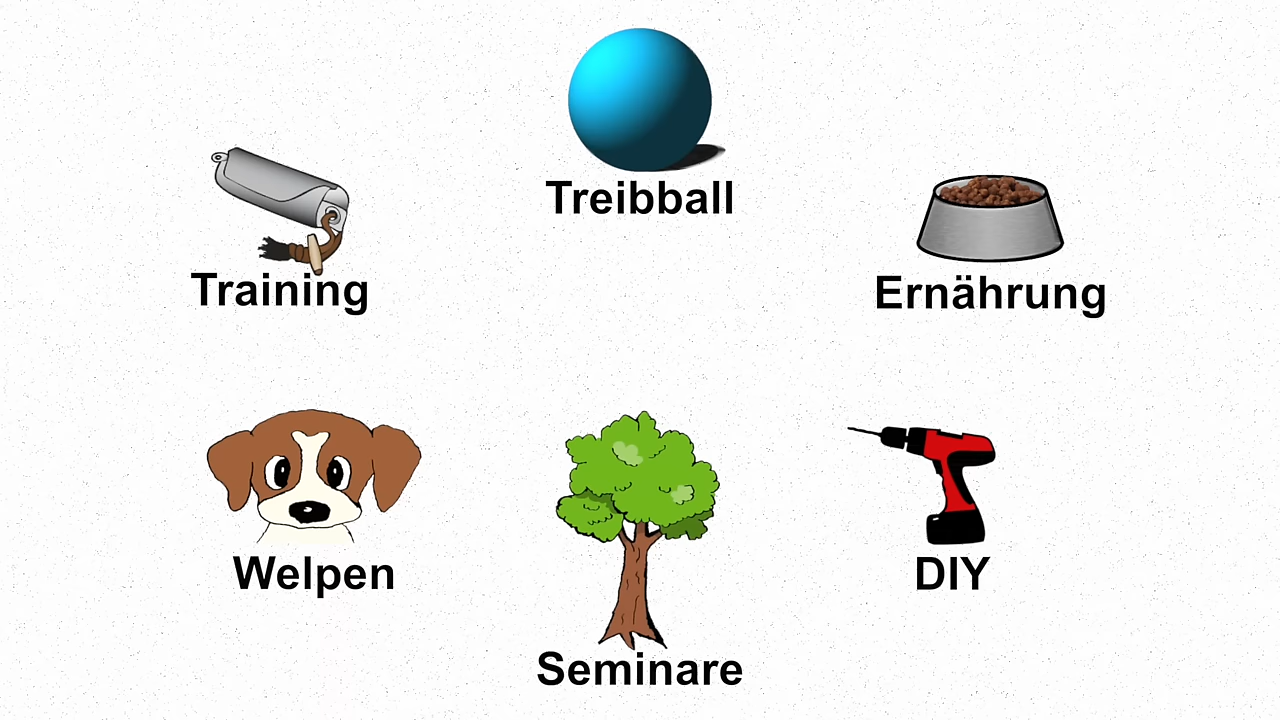 Treibball
Training
Ernährung
Welpen
DIY
Seminare